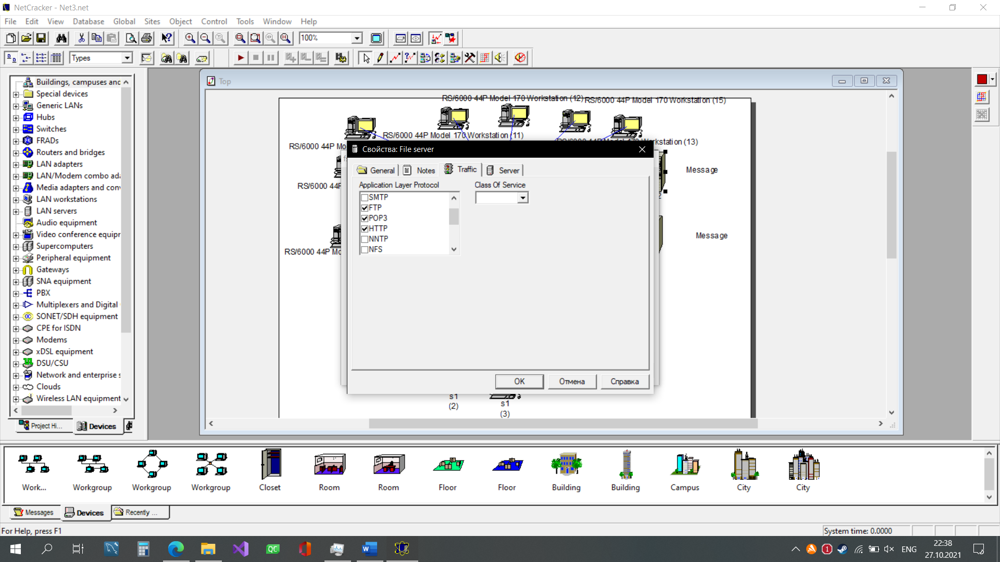 NetCracker - Net3.net
File Edit View Database Global Sites Object Control Tools Window Help
100%
Types
Buildings, campuses and
Special devices
Generic LANs
Hubs
Switches
FRADs
Routers and bridges
LAN adapters
LAN/Modem combo ada
Media adapters and con
LAN workstations
LAN servers
Audio equipment
Video conference equipr
Supercomputers
Peripheral equipment
Gateways
SNA equipment
PBX
Multiplexers and Digital
SONET/SDH equipment
CPE for ISDN
Modems
xDSL equipment
DSU/CSU
Network and enterprise s
Clouds
Wireless LAN equipment
Project Hi...
Devices
Top
RS/6000 44P Model 170 Workstation (12)
RS/6000 44P Model 170 Workstation (15)
RS/6000 44P Model 170 Workstation (11)
RS/6000 44P Mo
Workstation (13)
RS/6000 44P
RS/6000 44P Mo
Message
Message
s1
(2)
s1
(3)
Свойства: File server
General Notes Traffic Server
Application Layer Protocol
Class Of Service
SMTP
FTP
POP3
HTTP
NNTP
NFS
OK Отмена Справка
Work... Workgroup Workgroup Workgroup Closet Room Room Floor Floor Building Building Campus City City
Messages Devices Recently ...
For Help, press F1
System time: 0.0000
QC
1
ENG
22:38
27.10.2021